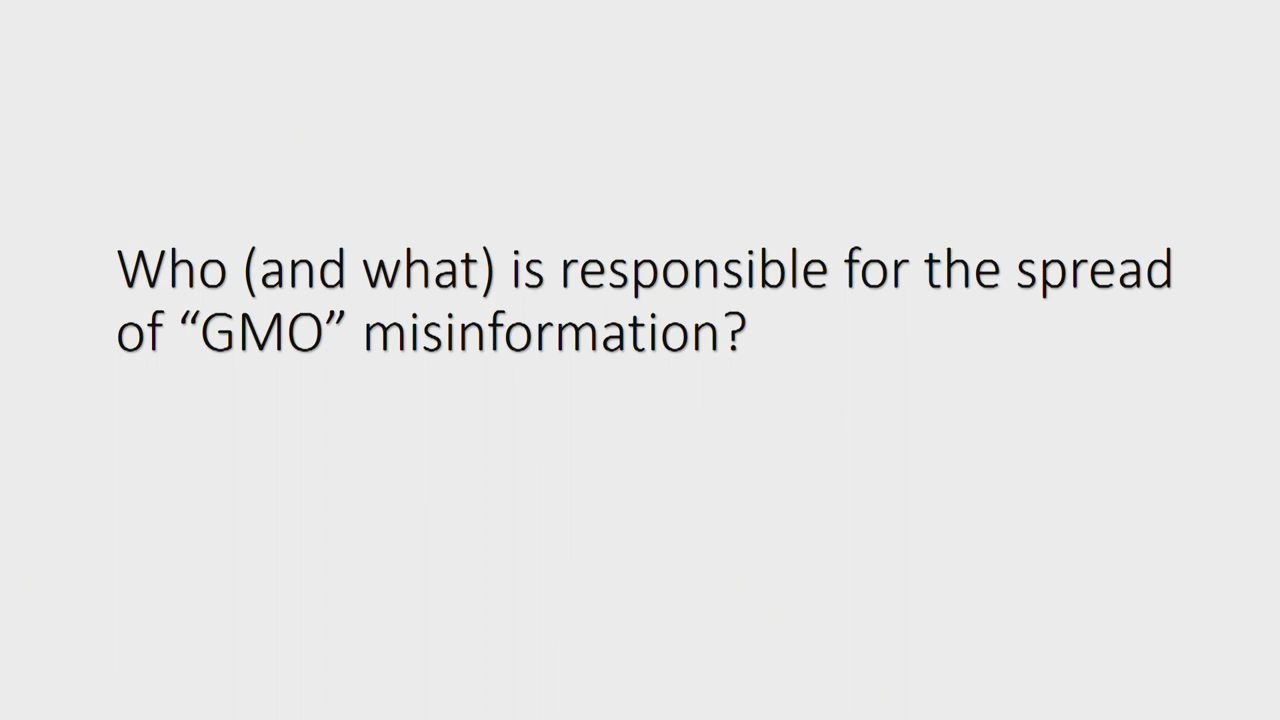 Who (and what) is responsible for the spread
of “GMO” misinformation?